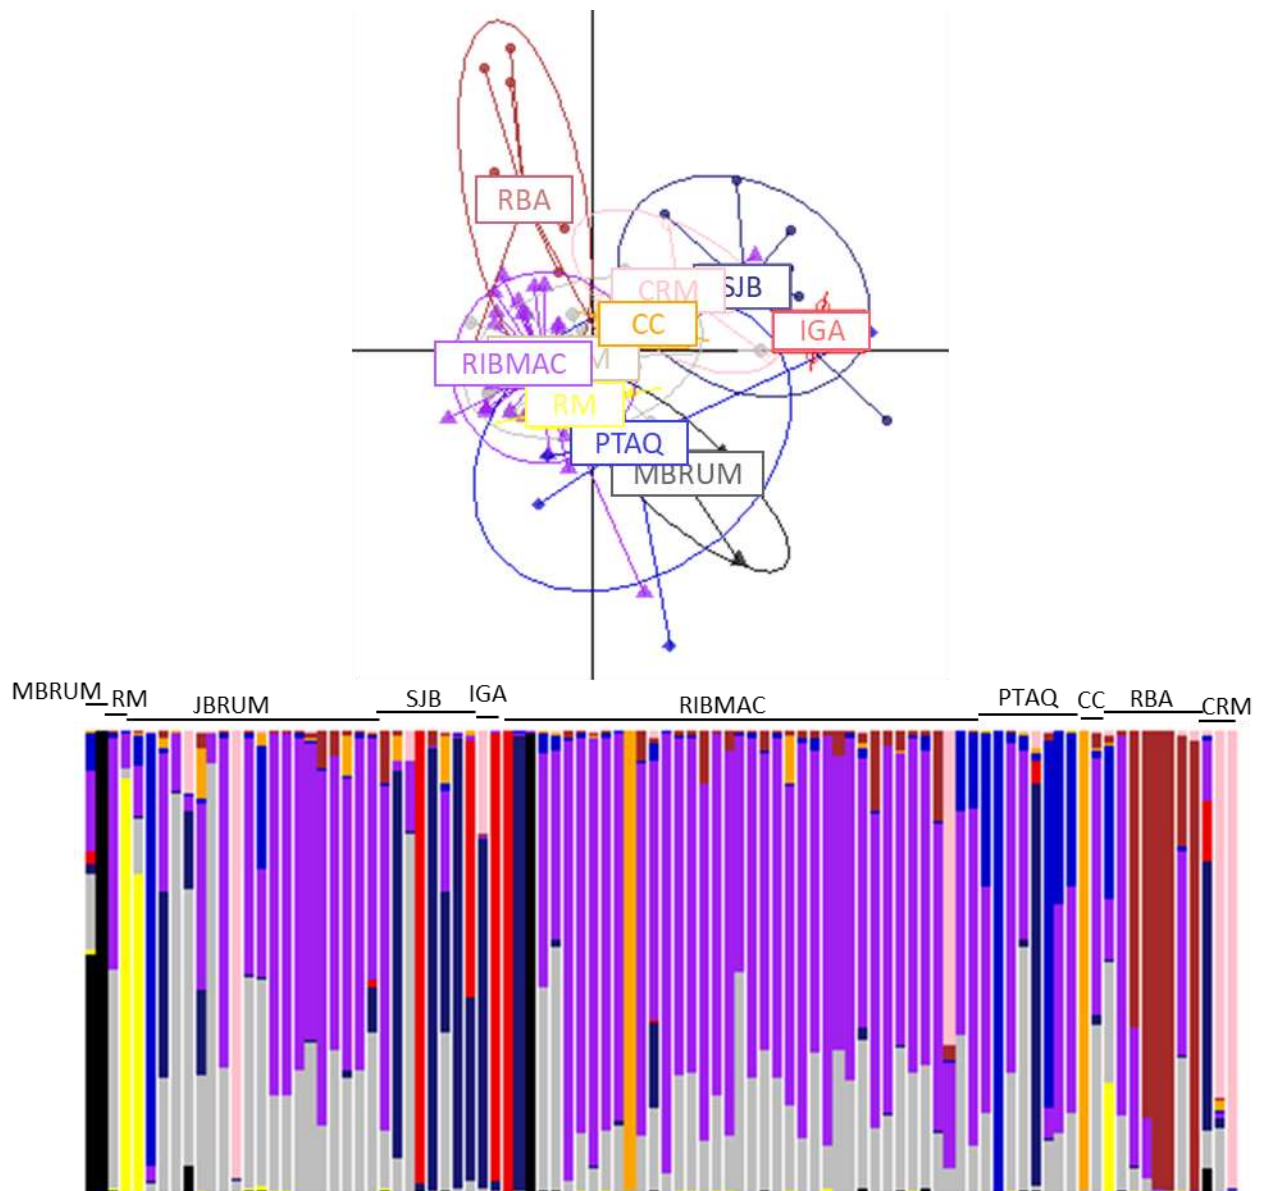 RBA
SJB
CRM
CC
IGA
M
RIBMAC
RM
PTAQ
MBRUM
MBRUM RM JBRUM SJB IGA RIBMAC PTAQ CC RBA CRM